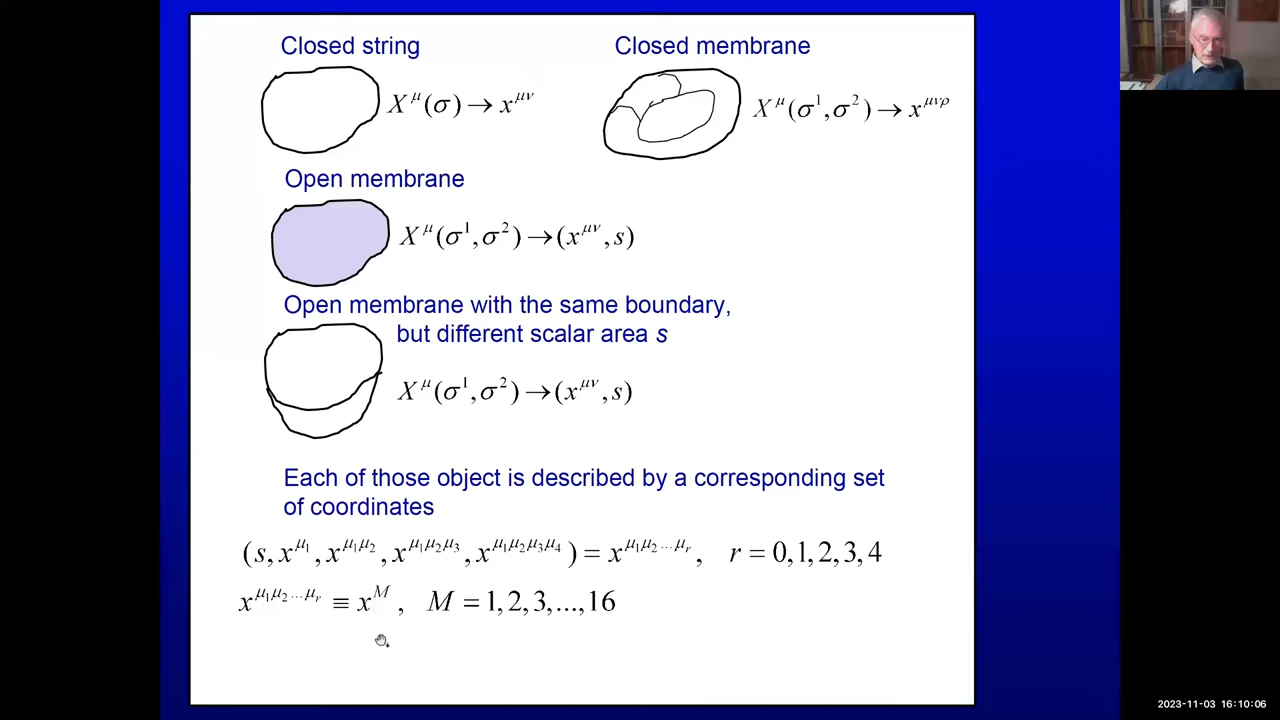 Closed string
X^μ(σ) → x^{μν}
Closed membrane
X^μ(σ^1, σ^2) → x^{μνρ}
Open membrane
X^μ(σ^1, σ^2) → (x^{μν}, s)
Open membrane with the same boundary,
but different scalar area s
X^μ(σ^1, σ^2) → (x^{μν}, s)
Each of those object is described by a corresponding set
of coordinates
(s, x^{μ_1}, x^{μ_1μ_2}, x^{μ_1μ_2μ_3}, x^{μ_1μ_2μ_3μ_4}) = x^{μ_1μ_2...μ_r}, r = 0,1,2,3,4
x^{μ_1μ_2...μ_r} ≡ x^M, M = 1,2,3,...,16
2023-11-03 16:10:06